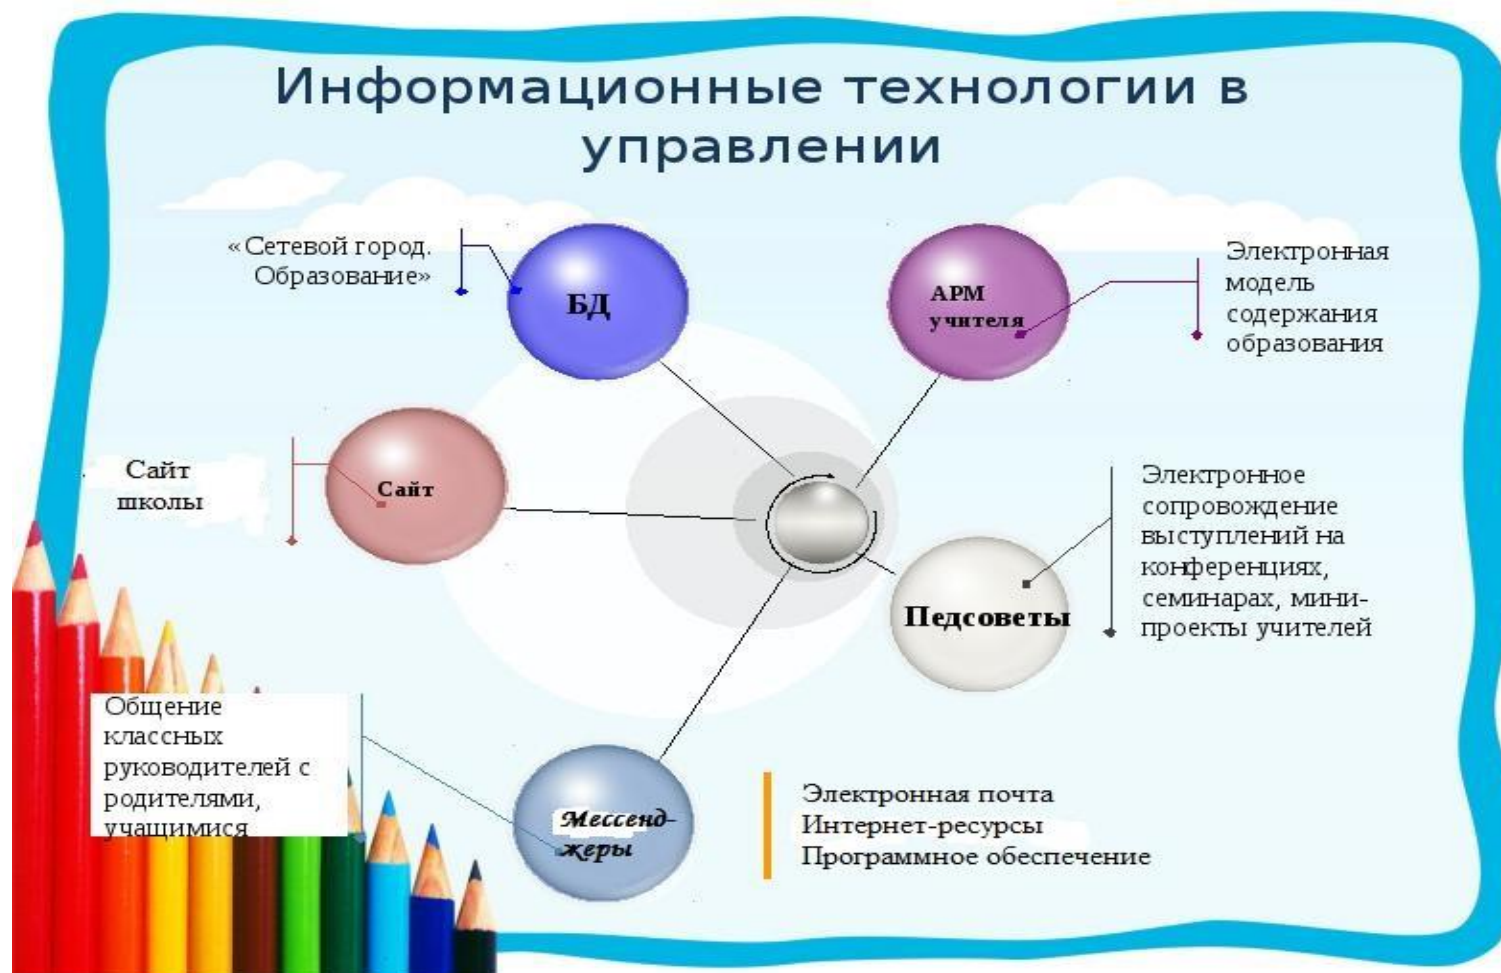 Информационные технологии в
управлении
«Сетевой город.
Образование»
БД
АРМ
учителя
Электронная
модель
содержания
образования
Сайт
школы
Сайт
Электронное
сопровождение
выступлений на
конференциях,
семинарах, мини-
проекты учителей
Педсоветы
Общение
классных
руководителей с
родителями,
учащимися
Мессенд-
жеры
Электронная почта
Интернет-ресурсы
Программное обеспечение